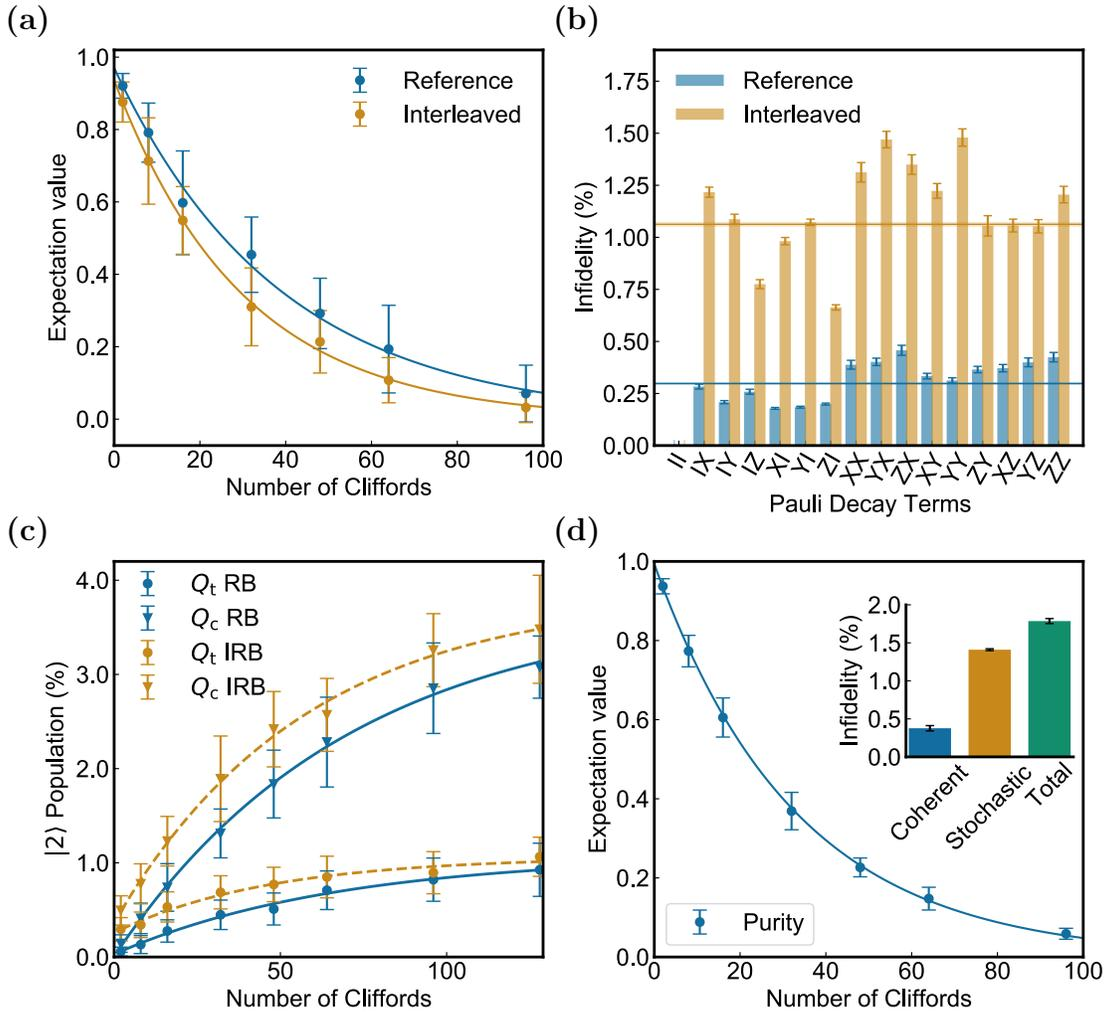 (a)
Expectation value
1.0
0.8
0.6
0.4
0.2
0.0
0 20 40 60 80 100
Number of Cliffords
Reference
Interleaved
(b)
Infidelity (%)
1.75
1.50
1.25
1.00
0.75
0.50
0.25
0.00
Reference
Interleaved
II IX IY IZ XI YI ZI XX YX ZX XY YY ZY XZ YZ ZZ
Pauli Decay Terms
(c)
|2⟩ Population (%)
4.0
3.0
2.0
1.0
0.0
Qt RB
Qc RB
Qt IRB
Qc IRB
0 50 100
Number of Cliffords
(d)
Expectation value
1.0
0.8
0.6
0.4
0.2
0.0
Purity
0 20 40 60 80 100
Number of Cliffords
Infidelity (%)
2.0
1.5
1.0
0.5
0.0
Coherent
Stochastic
Total